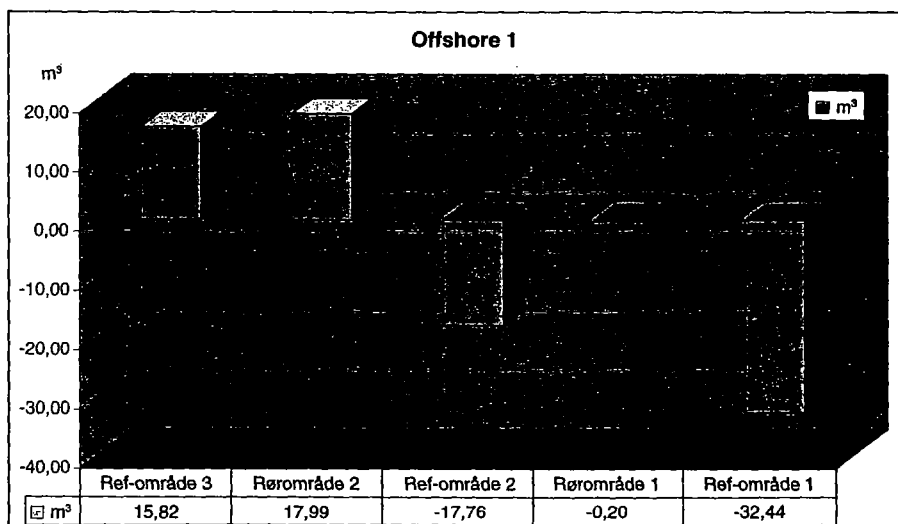 Offshore 1
m³
m³
20,00
10,00
0,00
-10,00
-20,00
-30,00
-40,00
Ref-område 3 Rørområde 2 Ref-område 2 Rørområde 1 Ref-område 1
m³ 15,82 17,99 -17,76 -0,20 -32,44